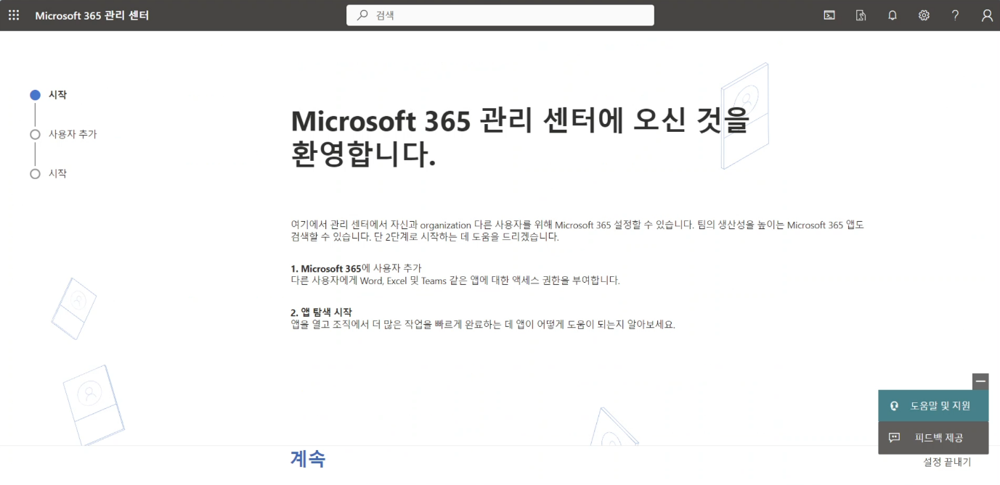 Microsoft 365 관리 센터
검색
시작
사용자 추가
시작
Microsoft 365 관리 센터에 오신 것을
환영합니다.
여기에서 관리 센터에서 자신과 organization 다른 사용자를 위해 Microsoft 365 설정할 수 있습니다. 팀의 생산성을 높이는 Microsoft 365 앱도
검색할 수 있습니다. 단 2단계로 시작하는 데 도움을 드리겠습니다.
1. Microsoft 365에 사용자 추가
다른 사용자에게 Word, Excel 및 Teams 같은 앱에 대한 액세스 권한을 부여합니다.
2. 앱 탐색 시작
앱을 열고 조직에서 더 많은 작업을 빠르게 완료하는 데 앱이 어떻게 도움이 되는지 알아보세요.
도움말 및 지원
피드백 제공
계속
설정 끝내기